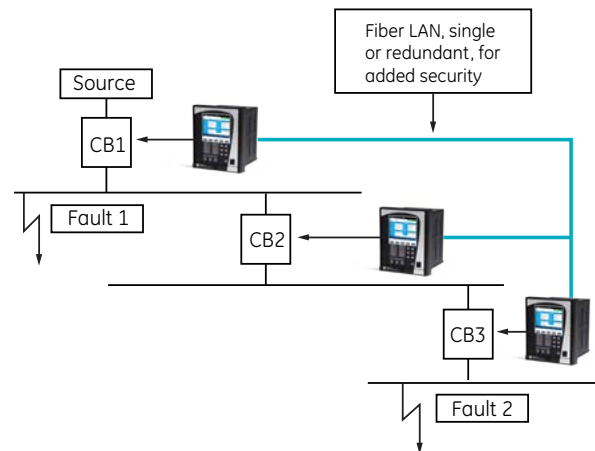 Fiber LAN, single
or redundant, for
added security
Source
CB1
Fault 1
CB2
CB3
Fault 2